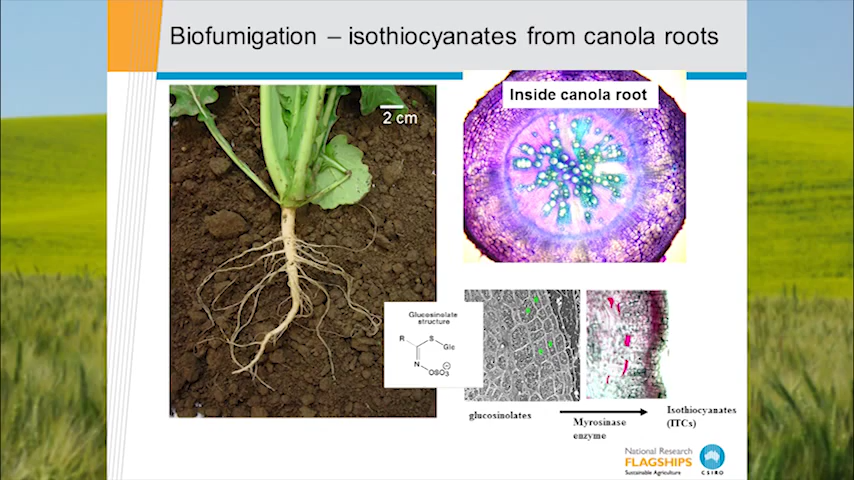 Biofumigation – isothiocyanates from canola roots
2 cm
Inside canola root
Glucosinolate
structure
R
S
Glc
N
OSO3
glucosinolates
Myrosinase
enzyme
Isothiocyanates
(ITCs)
National Research
FLAGSHIPS
Sustainable Agriculture
CSIRO